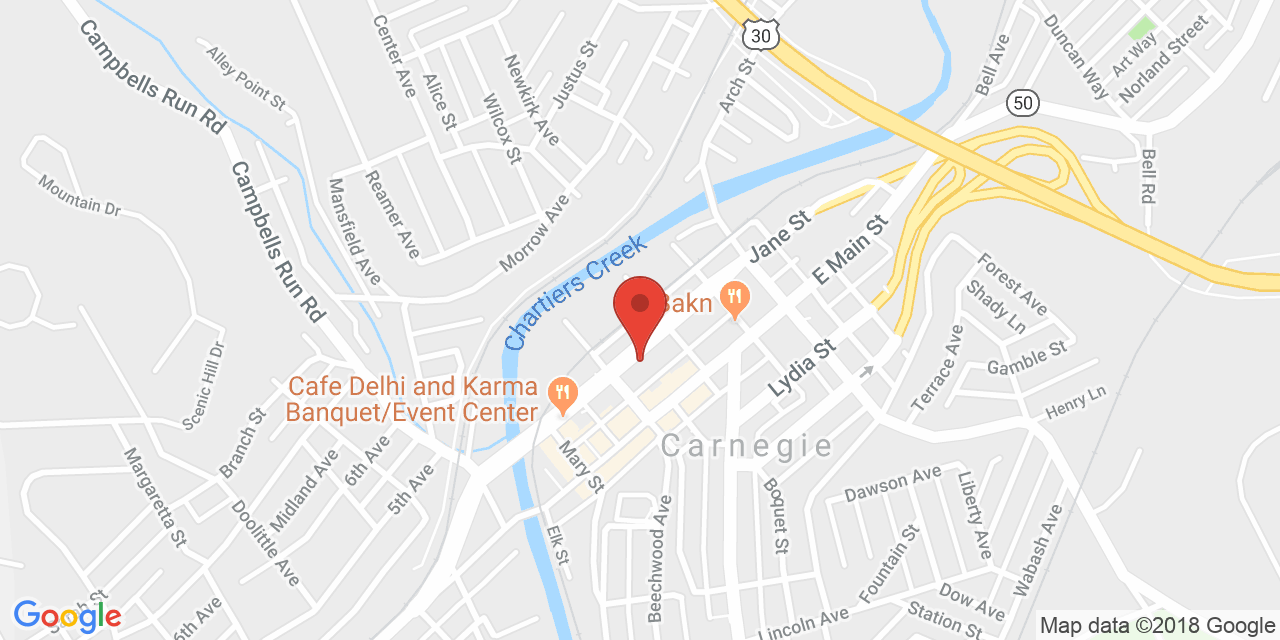 30
Campbells Run Rd
Center Ave
Alice St
Newkirk Ave
Justus St
Wilcox St
Alley Point St
Arch St
Bell Ave
Duncan Way
Art Way
Norland Street
50
Bell Rd
Mountain Dr
Campbells Run Rd
Mansfield Ave
Reamer Ave
Morrow Ave
Chartiers Creek
Jane St
E Main St
Forest Ave
Shady Ln
Bakn
Gamble St
Terrace Ave
Lydia St
Henry Ln
Scenic Hill Dr
Cafe Delhi and Karma
Banquet/Event Center
Carnegie
Branch St
6th Ave
Midland Ave
5th Ave
Margaretta St
Doolittle Ave
Mary St
Elk St
Beechwood Ave
Boquet St
Dawson Ave
Liberty Ave
Wabash Ave
Fountain St
Dow Ave
Station St
Lincoln Ave
6th Ave
St
Google
Map data ©2018 Google